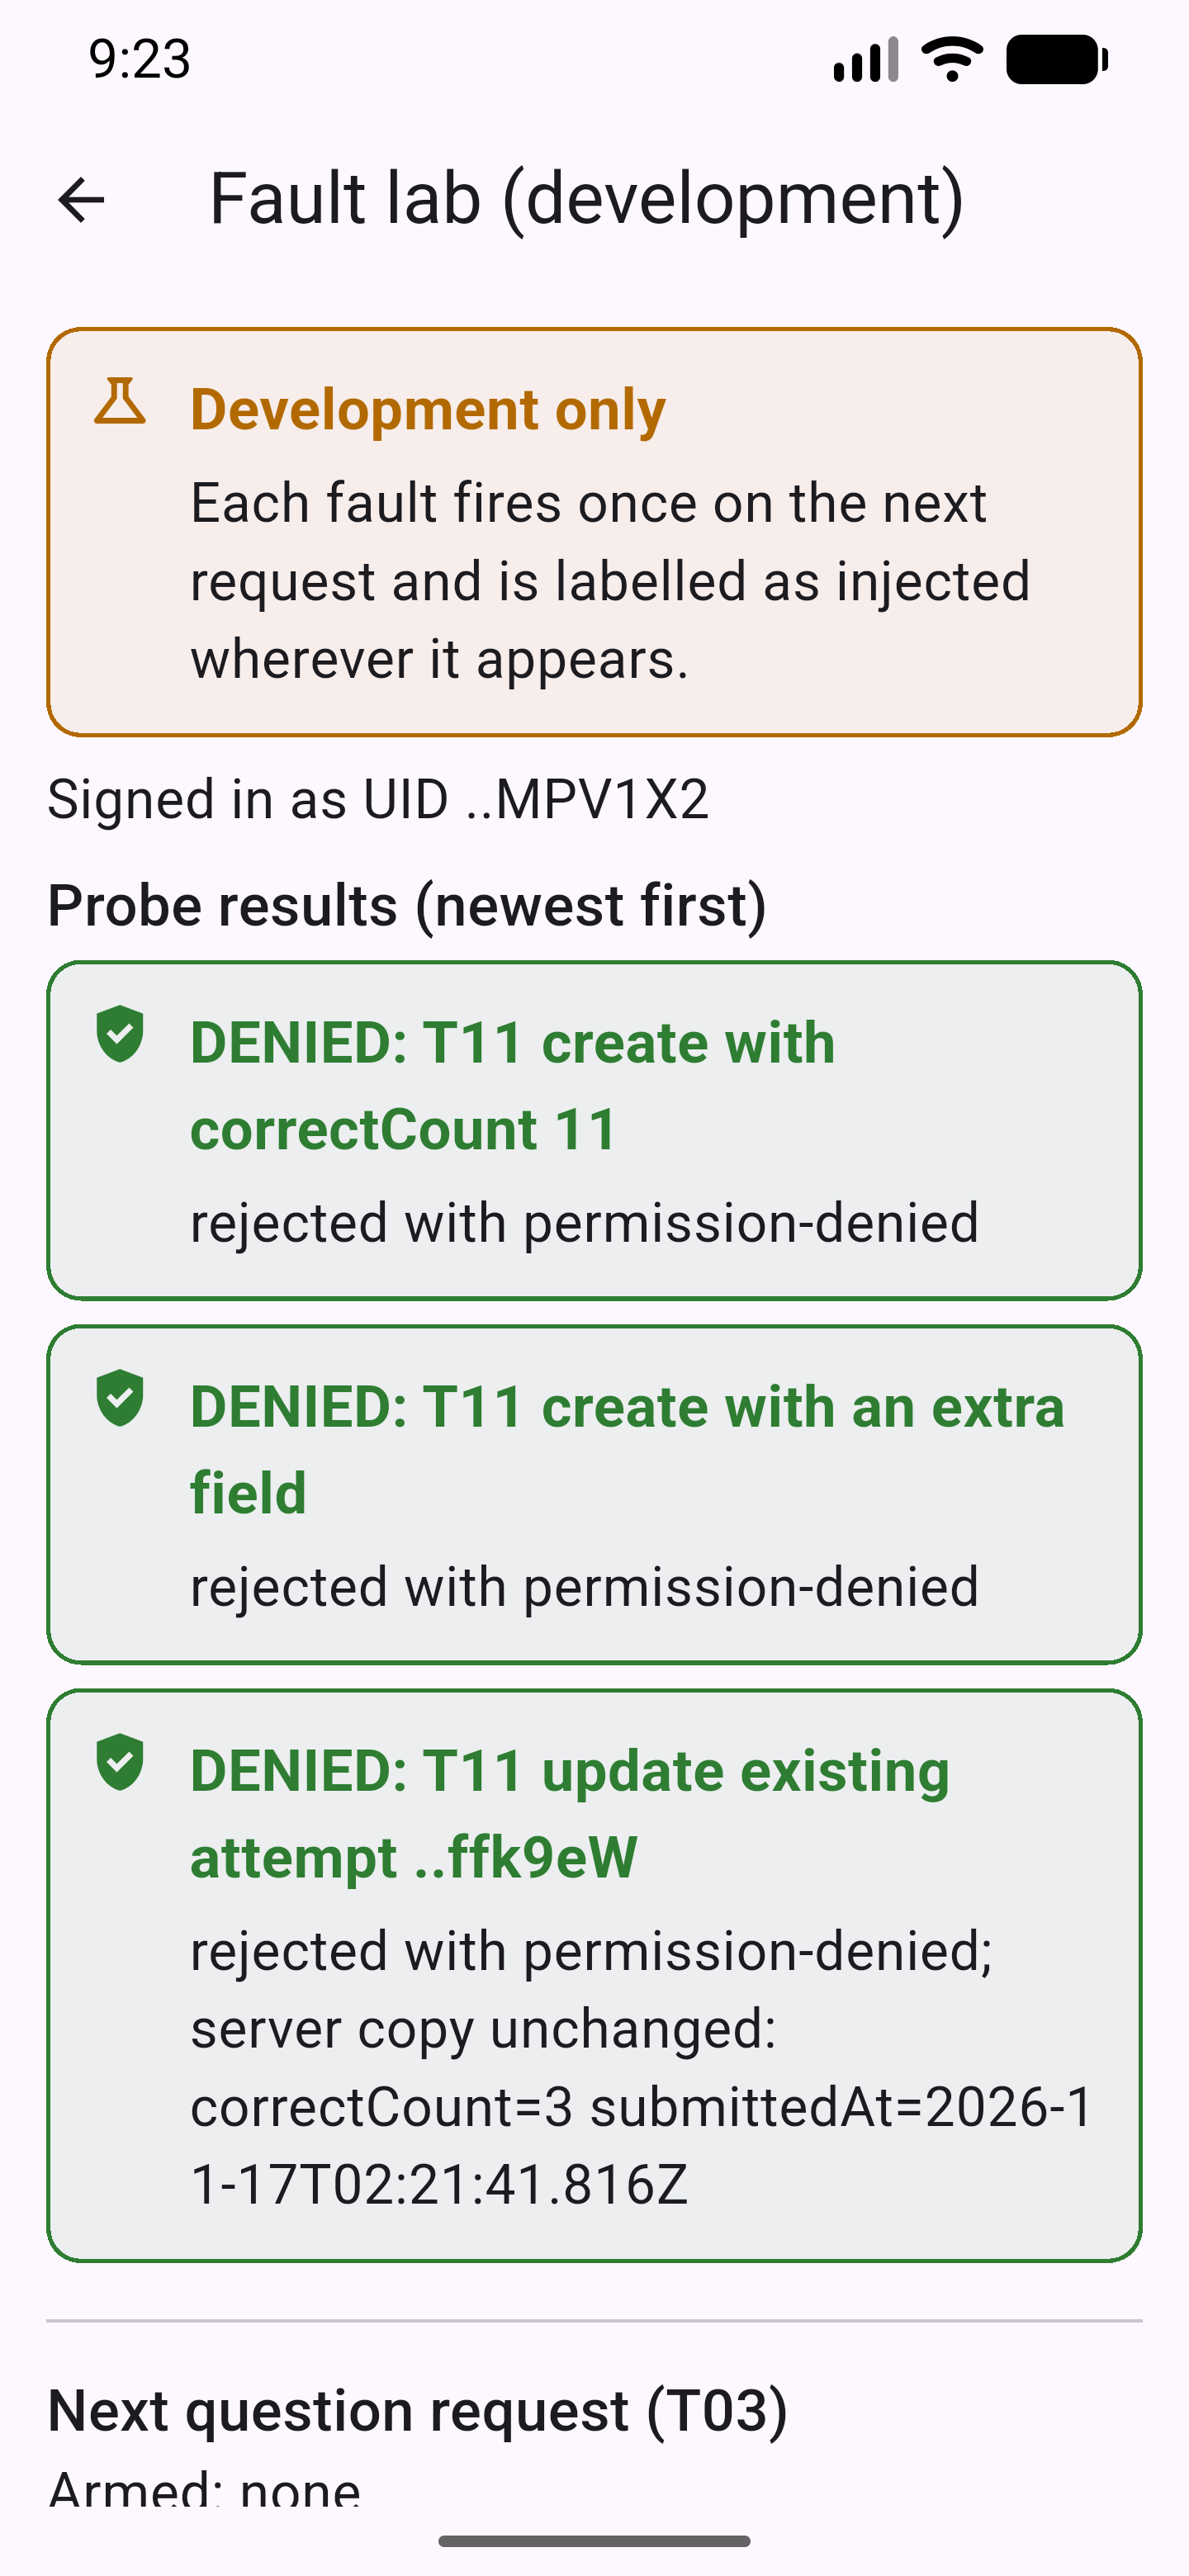 9:23
Fault lab (development)
Development only
Each fault fires once on the next
request and is labelled as injected
wherever it appears.
Signed in as UID ..MPV1X2
Probe results (newest first)
DENIED: T11 create with
correctCount 11
rejected with permission-denied
DENIED: T11 create with an extra
field
rejected with permission-denied
DENIED: T11 update existing
attempt ..ffk9eW
rejected with permission-denied;
server copy unchanged:
correctCount=3 submittedAt=2026-1
1-17T02:21:41.816Z
Next question request (T03)
Armed: none